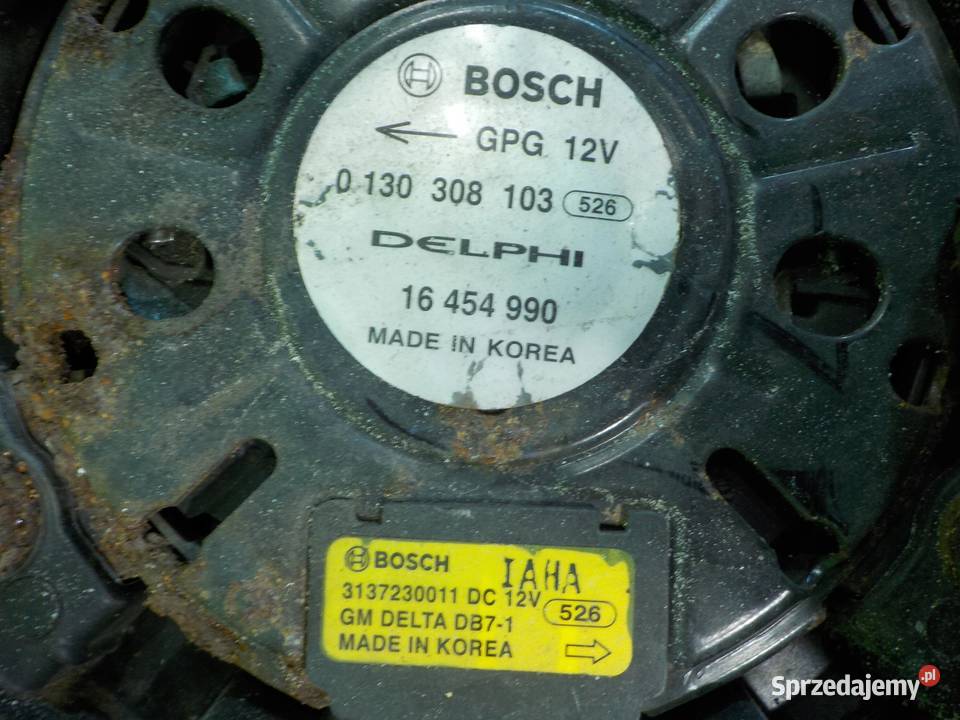 BOSCH
GPG 12V
0 130 308 103 526
DELPHI
16 454 990
MADE IN KOREA
BOSCH IAHA
3137230011 DC 12V 526
GM DELTA DB7-1
MADE IN KOREA
Sprzedajemy.pl